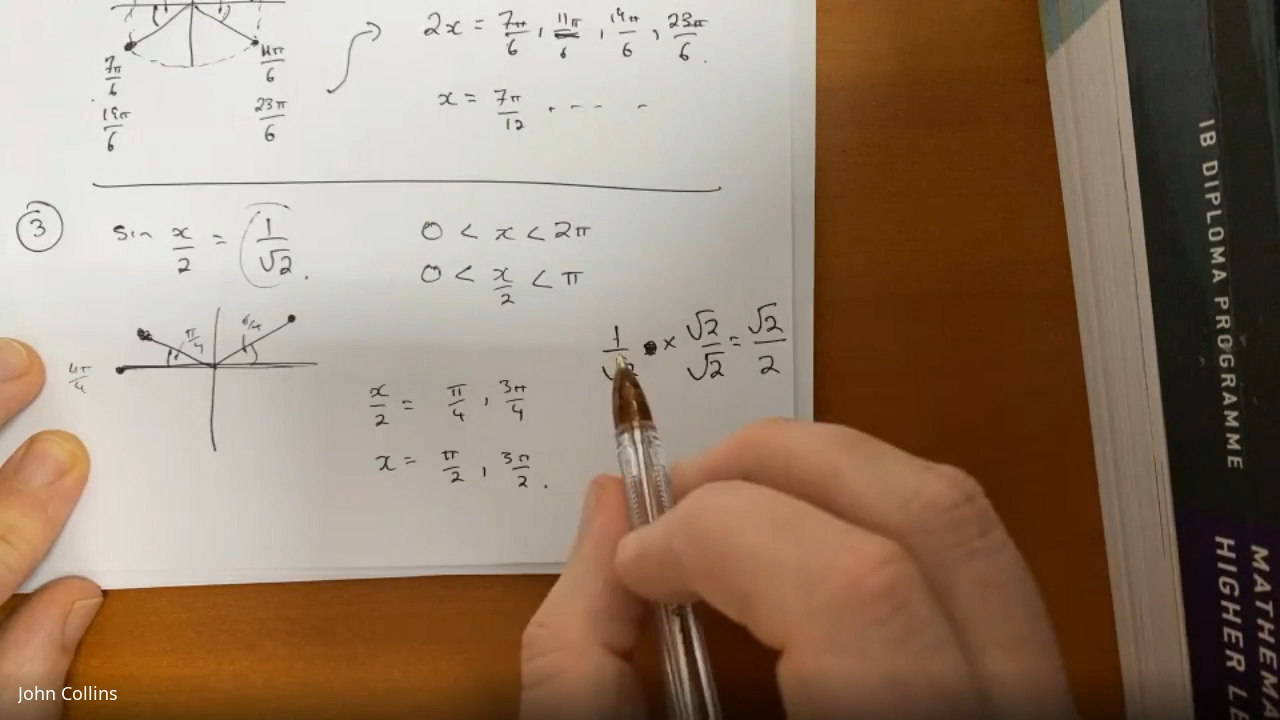 2x = 7π/6, 11π/6, 19π/6, 23π/6.
7π/6 11π/6
19π/6 23π/6
x = 7π/12 . - - - -
③ sin x/2 = 1/√2. 0 < x < 2π
0 < x/2 < π
π/4
1/√2 × √2/√2 = √2/2
4π/4
x/2 = π/4, 3π/4
x = π/2, 3π/2.
IB DIPLOMA PROGRAMME
MATHEMA
HIGHER LE
John Collins